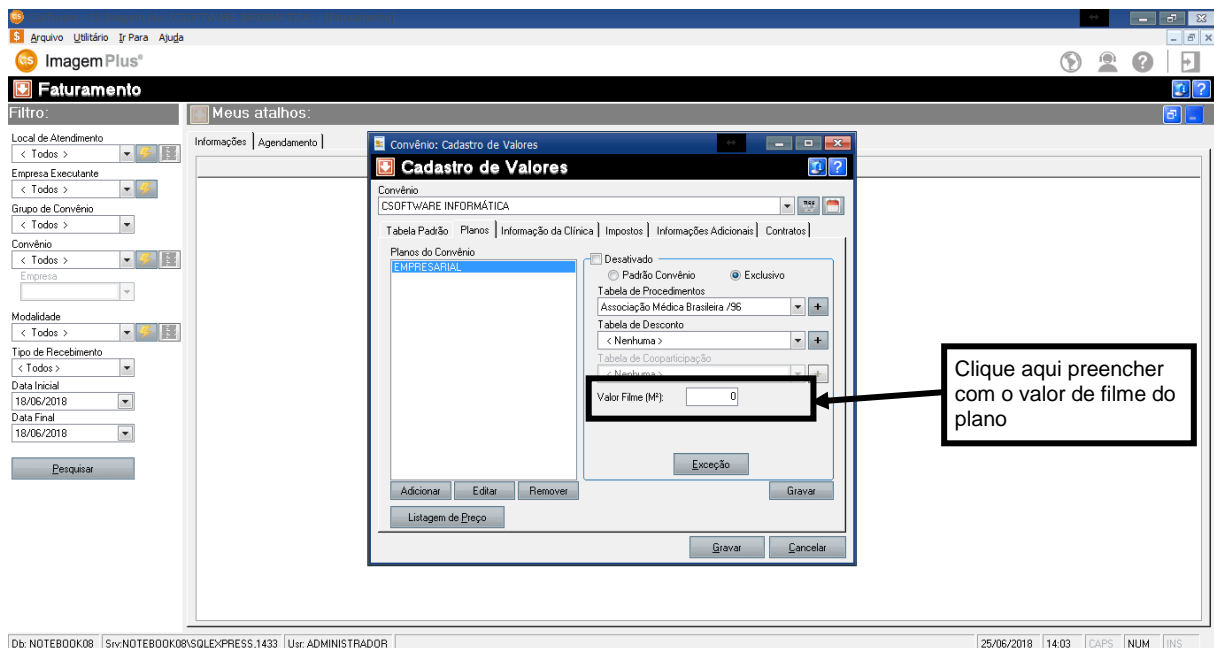 Arquivo Utilitário Ir Para Ajuda
ImagemPlus®
Faturamento
Filtro:
Meus atalhos:
Local de Atendimento
< Todos >
Empresa Executante
< Todos >
Grupo de Convênio
< Todos >
Convênio
< Todos >
Empresa
Modalidade
< Todos >
Tipo de Recebimento
< Todos >
Data Inicial
18/06/2018
Data Final
18/06/2018
Pesquisar
Informações Agendamento
Convênio: Cadastro de Valores
Cadastro de Valores
Convênio
CSOFTWARE INFORMÁTICA
Tabela Padrão Planos Informação da Clínica Impostos Informações Adicionais Contratos
Planos do Convênio
EMPRESARIAL
Desativado
Padrão Convênio Exclusivo
Tabela de Procedimentos
Associação Médica Brasileira /96
Tabela de Desconto
< Nenhuma >
Tabela de Cooparticipação
< Nenhuma >
Valor Filme (M²): 0
Exceção
Adicionar Editar Remover Gravar
Listagem de Preço
Gravar Cancelar
Clique aqui preencher
com o valor de filme do
plano
Db: NOTEBOOK08 Srv:NOTEBOOK08\SQLEXPRESS,1433 Usr: ADMINISTRADOR 25/06/2018 14:03 CAPS NUM INS